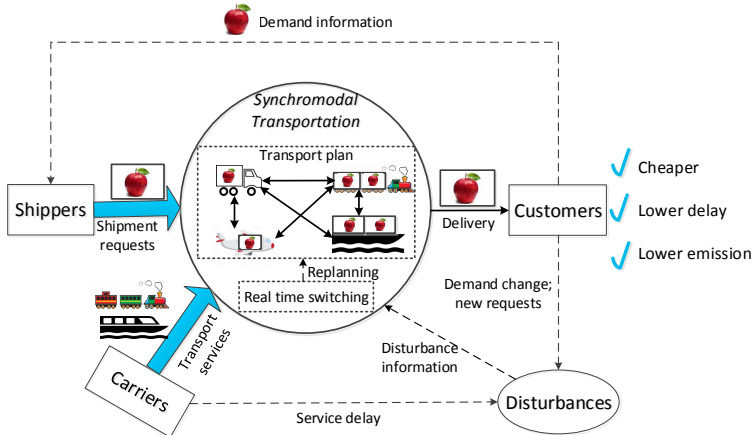 Demand information
Synchromodal
Transportation
Transport plan
Shippers
Shipment
requests
Delivery
Customers
Cheaper
Lower delay
Lower emission
Replanning
Real time switching
Demand change;
new requests
Transport
services
Carriers
Disturbance
information
Service delay
Disturbances